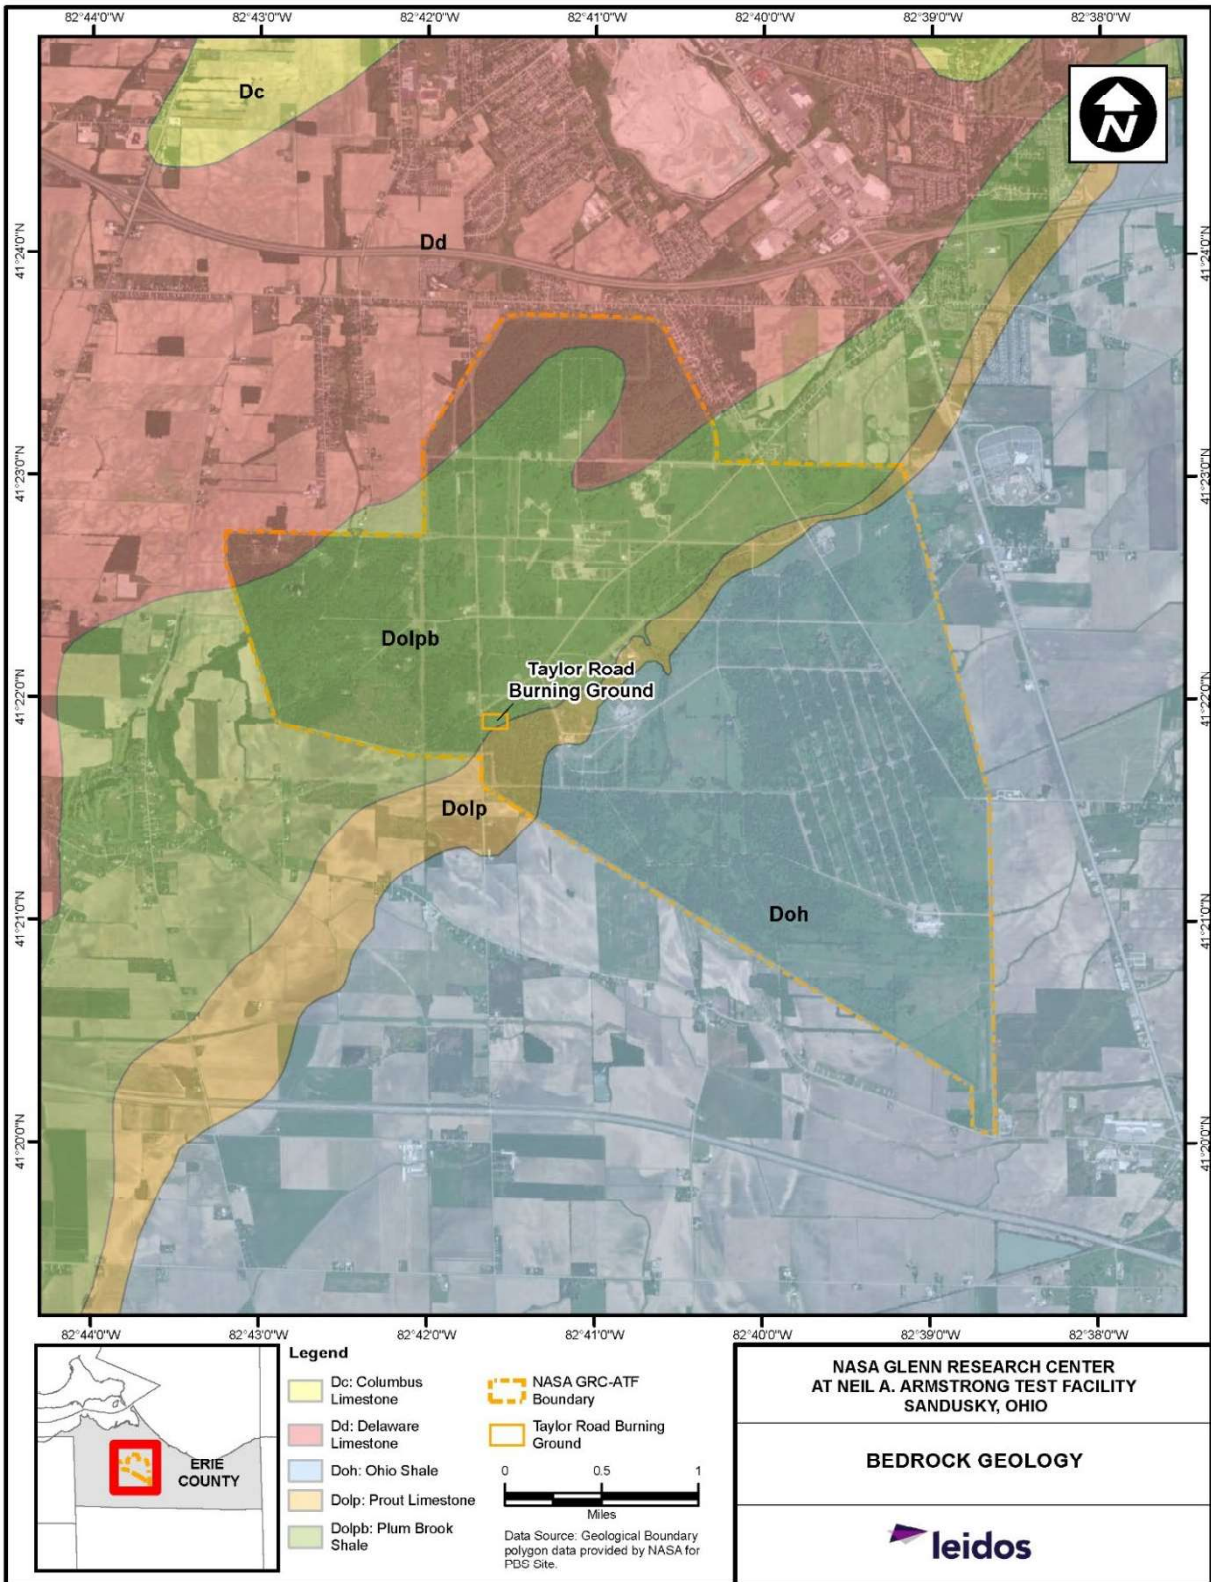 82°44'0"W 82°43'0"W 82°42'0"W 82°41'0"W 82°40'0"W 82°39'0"W 82°38'0"W
Dc
N
Dd
41°24'0"N 41°24'0"N
41°23'0"N 41°23'0"N
Dolpb
Taylor Road
Burning Ground
41°22'0"N 41°22'0"N
Dolp
Doh
41°21'0"N 41°21'0"N
41°20'0"N 41°20'0"N
82°44'0"W 82°43'0"W 82°42'0"W 82°41'0"W 82°40'0"W 82°39'0"W 82°38'0"W
ERIE
COUNTY
Legend
Dc: Columbus
Limestone
Dd: Delaware
Limestone
Doh: Ohio Shale
Dolp: Prout Limestone
Dolpb: Plum Brook
Shale
NASA GRC-ATF
Boundary
Taylor Road Burning
Ground
0 0.5 1
Miles
Data Source: Geological Boundary
polygon data provided by NASA for
PBS Site.
NASA GLENN RESEARCH CENTER
AT NEIL A. ARMSTRONG TEST FACILITY
SANDUSKY, OHIO
BEDROCK GEOLOGY
leidos